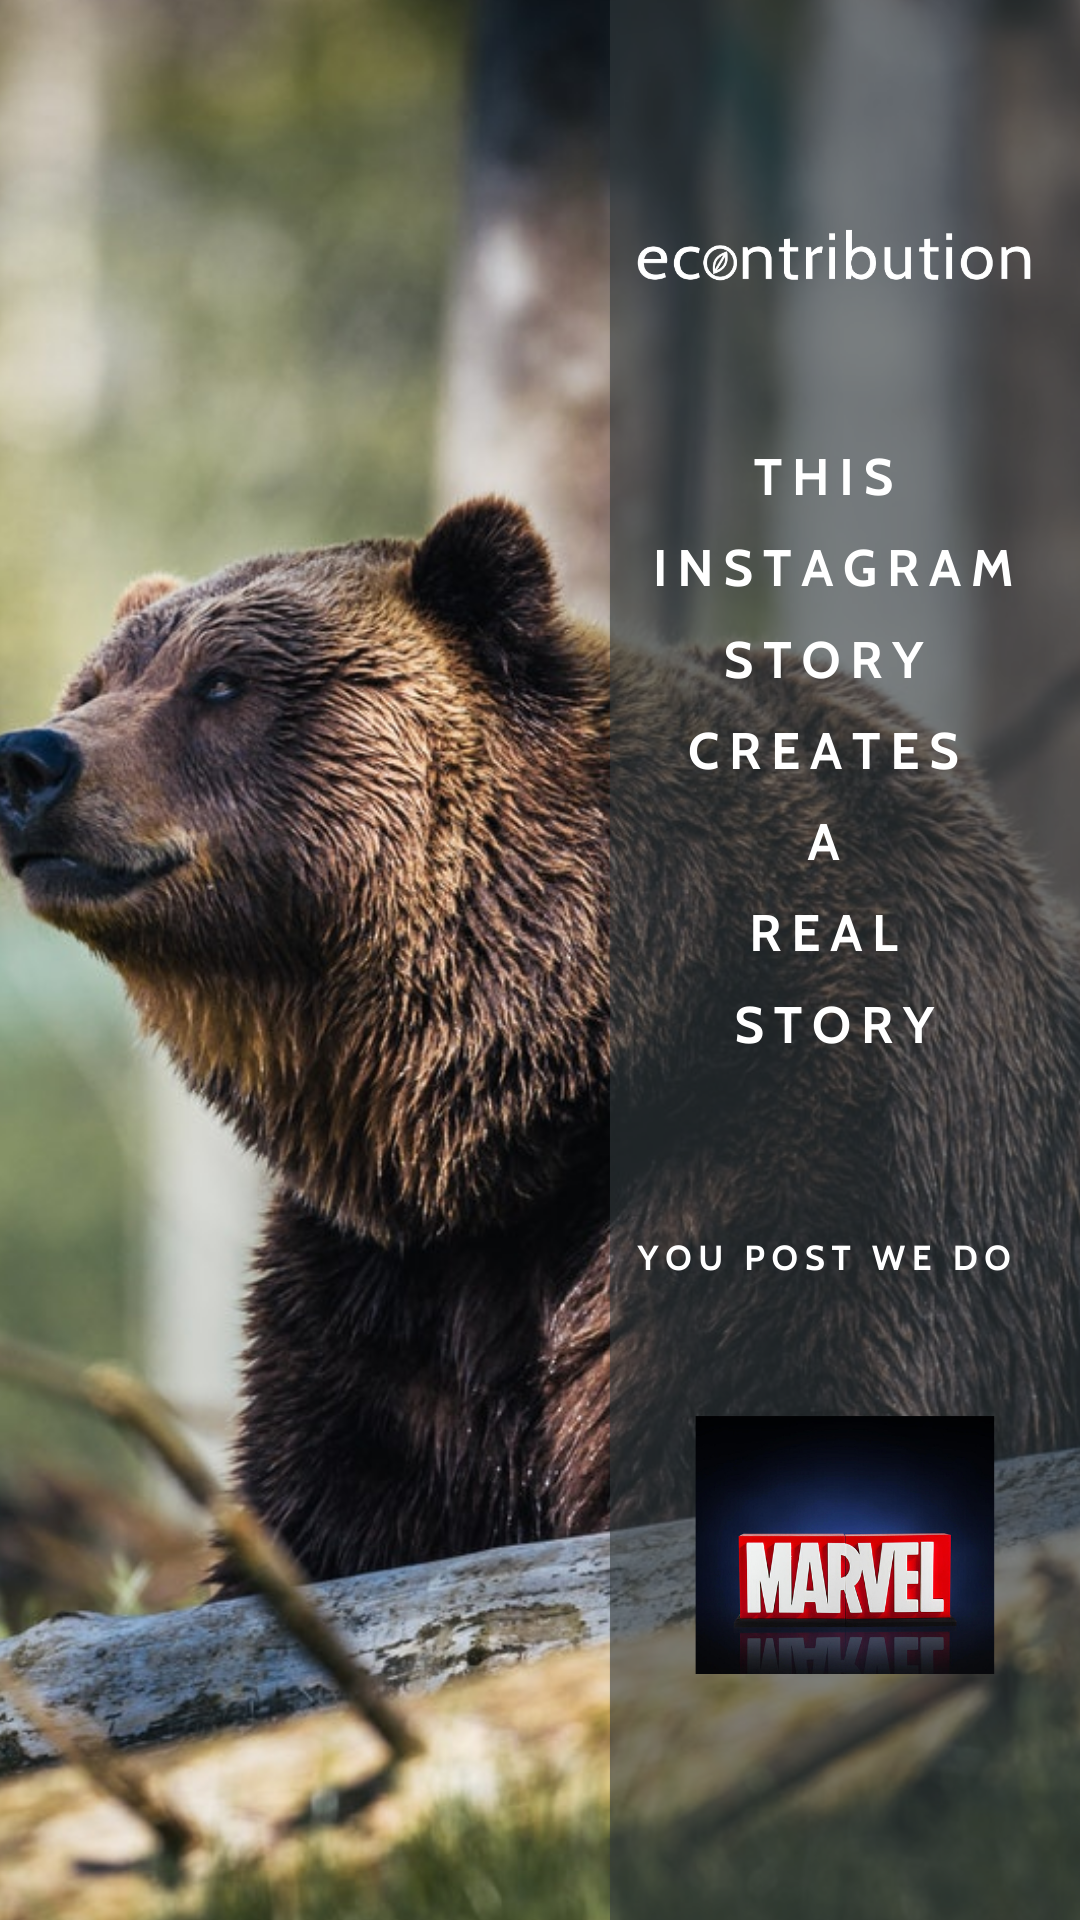 econtribution
THIS
INSTAGRAM
STORY
CREATES
A
REAL
STORY
YOU POST WE DO
MARVEL